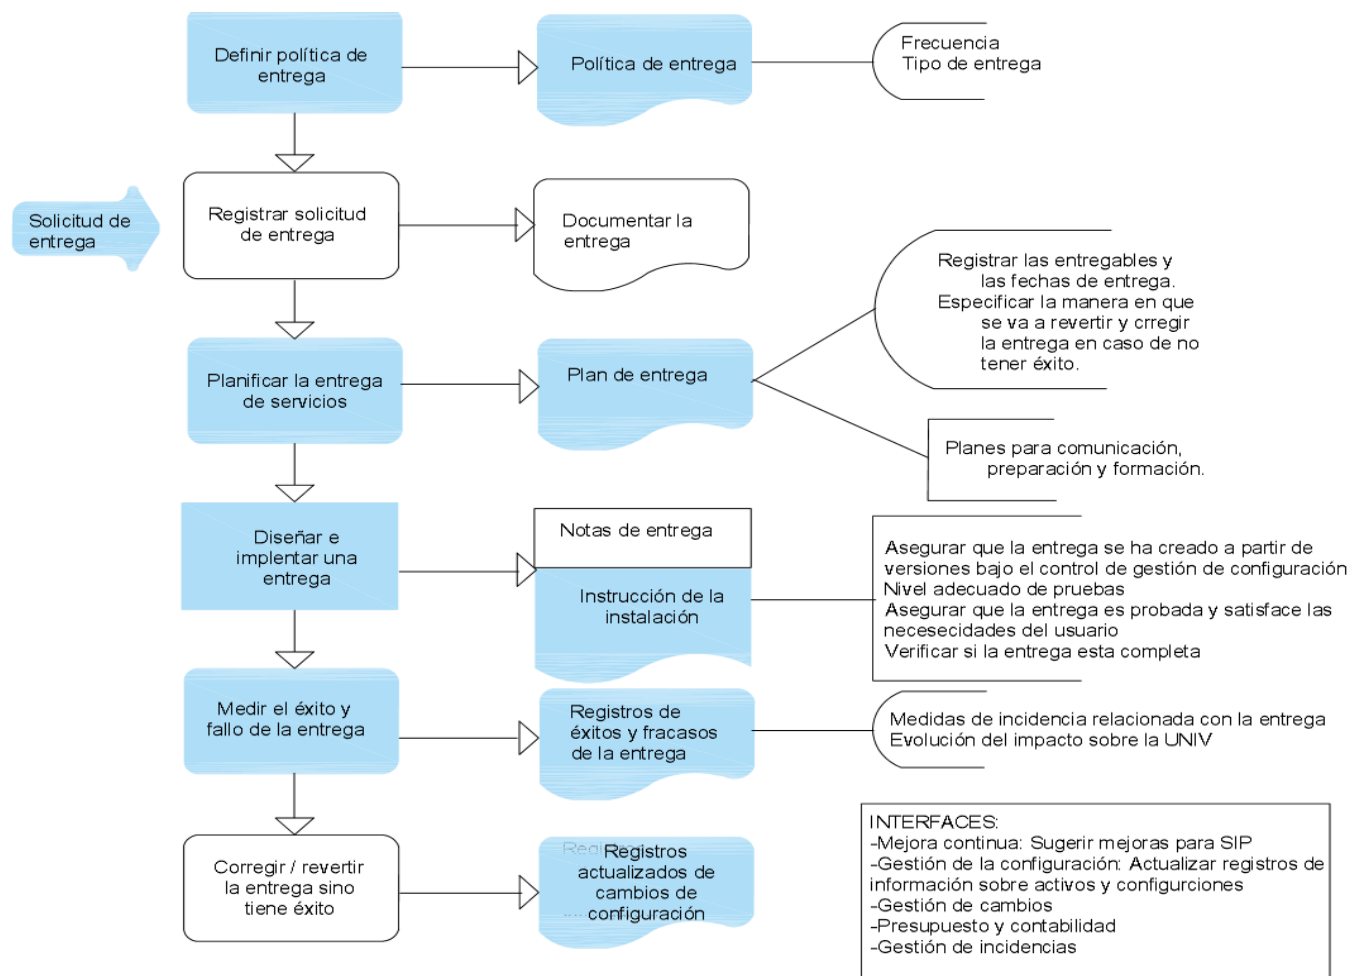 Definir política de
entrega
Política de entrega
Frecuencia
Tipo de entrega
Solicitud de
entrega
Registrar solicitud
de entrega
Documentar la
entrega
Registrar las entregables y
las fechas de entrega.
Especificar la manera en que
se va a revertir y crregir
la entrega en caso de no
tener éxito.
Planificar la entrega
de servicios
Plan de entrega
Planes para comunicación,
preparación y formación.
Diseñar e
implentar una
entrega
Notas de entrega
Instrucción de la
instalación
Asegurar que la entrega se ha creado a partir de
versiones bajo el control de gestión de configuración
Nivel adecuado de pruebas
Asegurar que la entrega es probada y satisface las
necesecidades del usuario
Verificar si la entrega esta completa
Medir el éxito y
fallo de la entrega
Registros de
éxitos y fracasos
de la entrega
Medidas de incidencia relacionada con la entrega
Evolución del impacto sobre la UNIV
Corregir / revertir
la entrega sino
tiene éxito
Registros
actualizados de
cambios de
configuración
INTERFACES:
-Mejora continua: Sugerir mejoras para SIP
-Gestión de la configuración: Actualizar registros de
información sobre activos y configurciones
-Gestión de cambios
-Presupuesto y contabilidad
-Gestión de incidencias